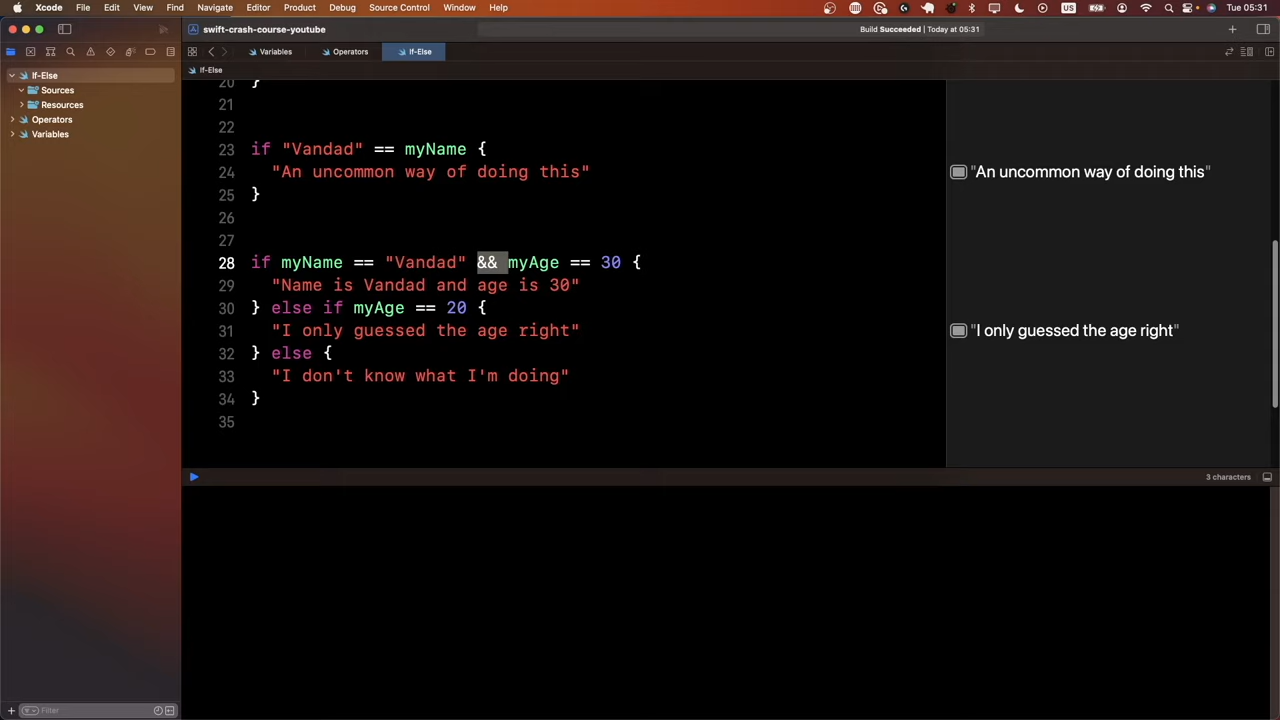 Xcode File Edit View Find Navigate Editor Product Debug Source Control Window Help US Tue 05:31
swift-crash-course-youtube Build Succeeded | Today at 05:31
Variables Operators If-Else
If-Else
If-Else
Sources
Resources
Operators
Variables
20 }
21
22
23 if "Vandad" == myName {
24 "An uncommon way of doing this" "An uncommon way of doing this"
25 }
26
27
28 if myName == "Vandad" && myAge == 30 {
29 "Name is Vandad and age is 30"
30 } else if myAge == 20 {
31 "I only guessed the age right" "I only guessed the age right"
32 } else {
33 "I don't know what I'm doing"
34 }
35
3 characters
Filter